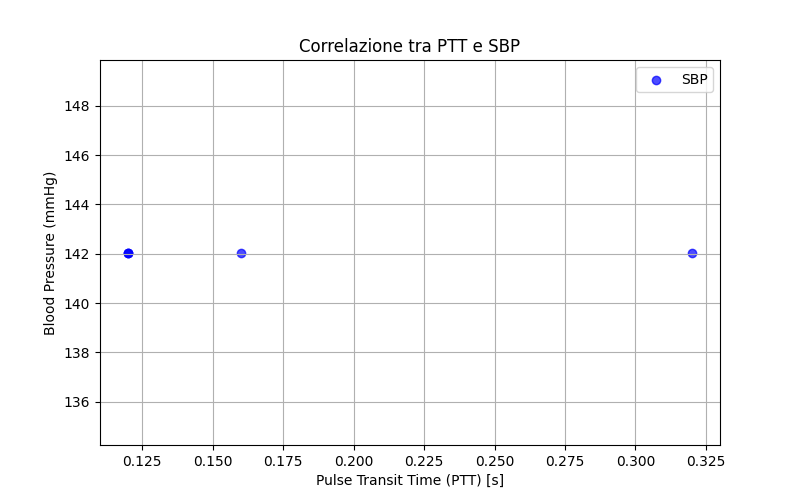 Correlazione tra PTT e SBP
SBP
148
146
144
142
140
138
136
Blood Pressure (mmHg)
0.125 0.150 0.175 0.200 0.225 0.250 0.275 0.300 0.325
Pulse Transit Time (PTT) [s]